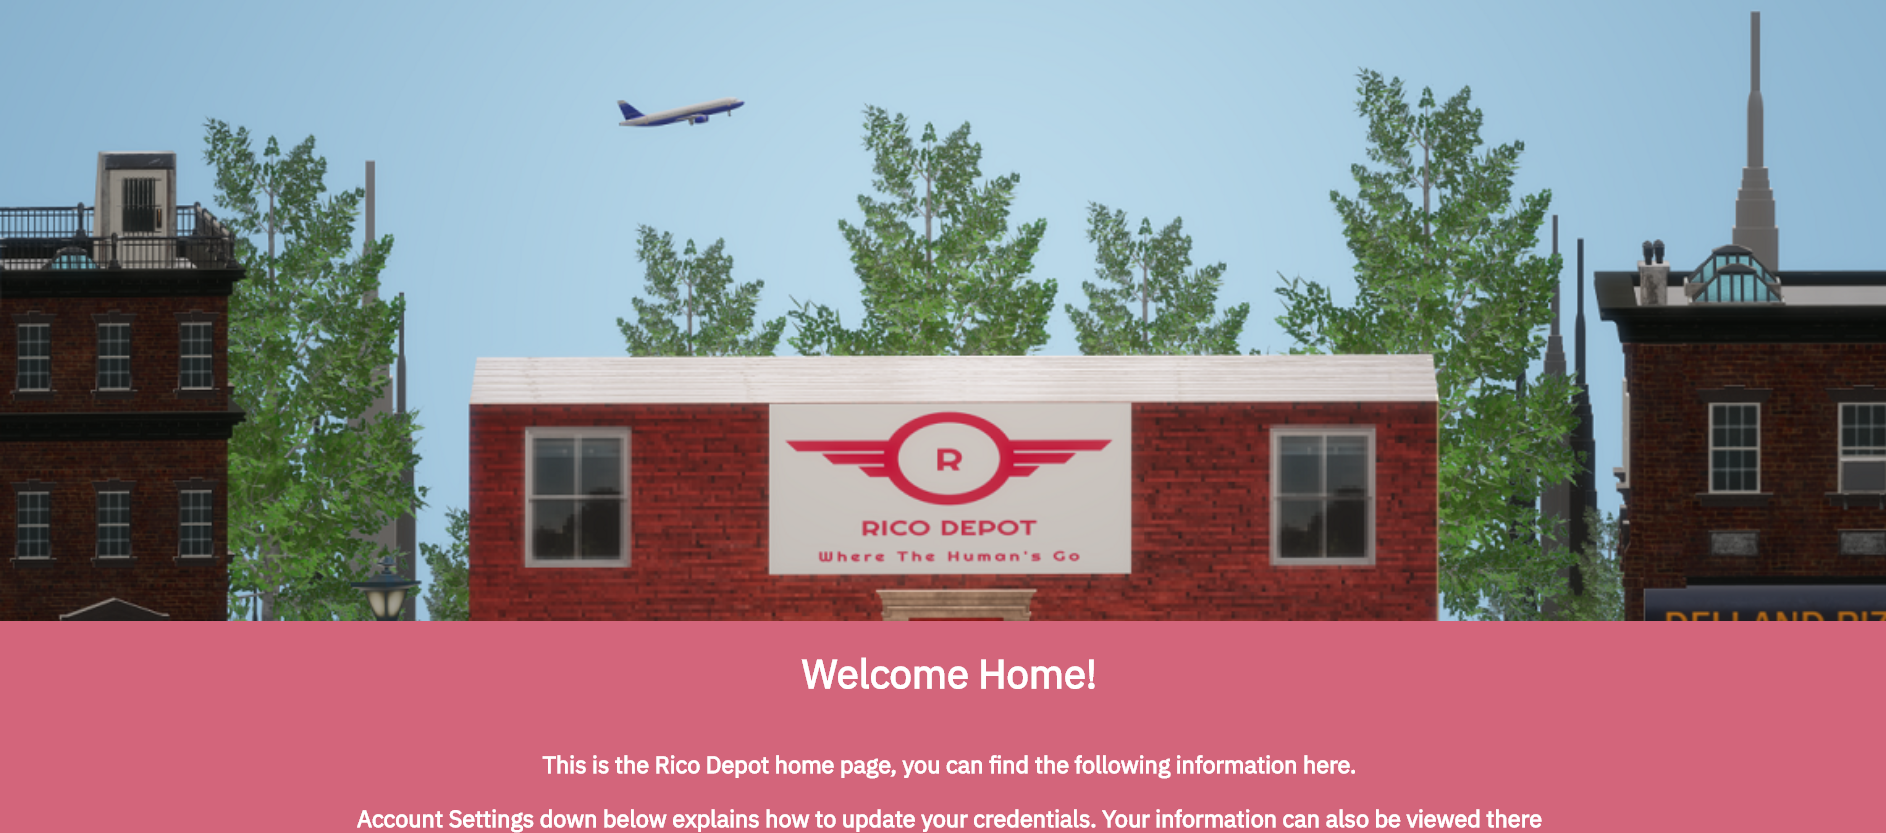 R
RICO DEPOT
Where The Human's Go
Welcome Home!
This is the Rico Depot home page, you can find the following information here.
Account Settings down below explains how to update your credentials. Your information can also be viewed there